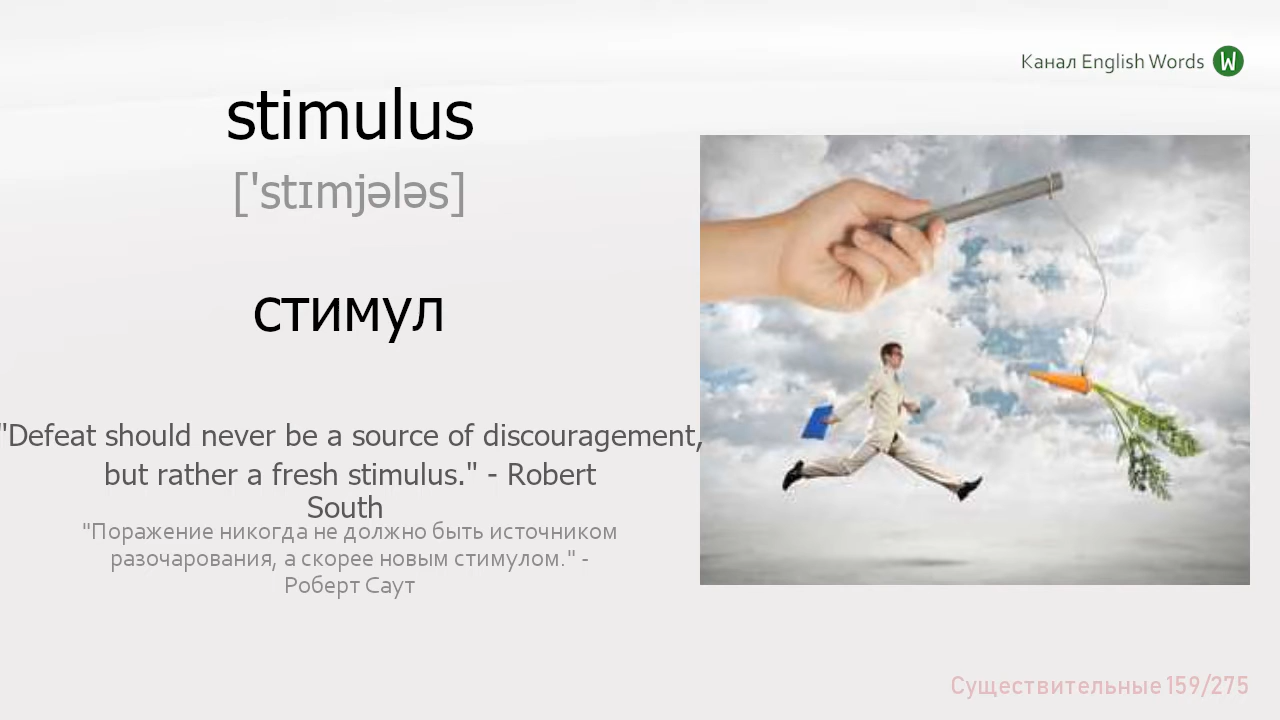 Канал English Words W
stimulus
['stɪmjələs]
стимул
"Defeat should never be a source of discouragement,
but rather a fresh stimulus." - Robert
South
"Поражение никогда не должно быть источником
разочарования, а скорее новым стимулом." -
Роберт Саут
Существительные 159/275